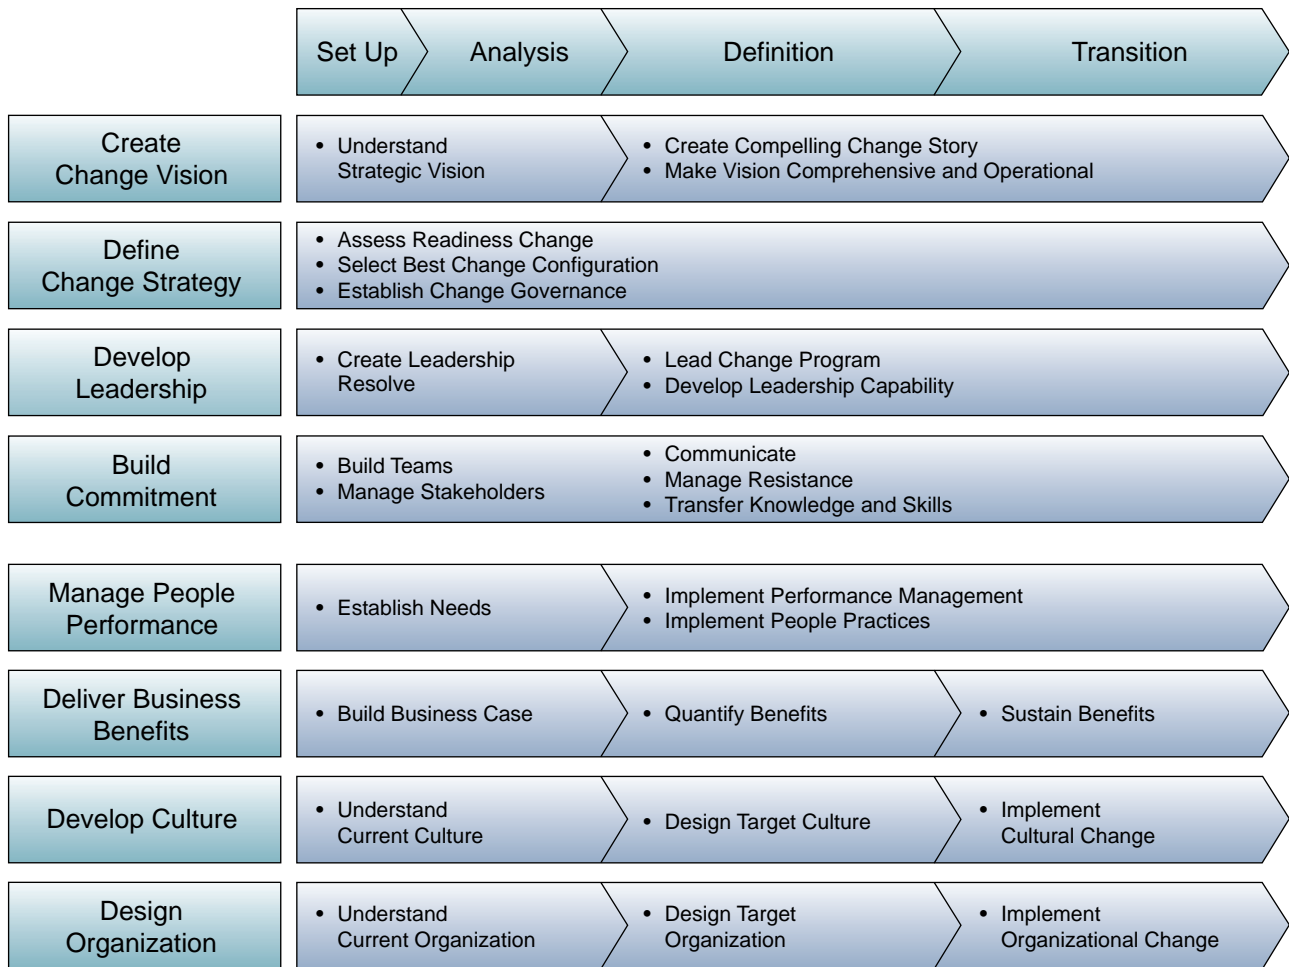 Set Up
Analysis
Definition
Transition
Create
Change Vision
• Understand
Strategic Vision
• Create Compelling Change Story
• Make Vision Comprehensive and Operational
Define
Change Strategy
• Assess Readiness Change
• Select Best Change Configuration
• Establish Change Governance
Develop
Leadership
• Create Leadership
Resolve
• Lead Change Program
• Develop Leadership Capability
Build
Commitment
• Build Teams
• Manage Stakeholders
• Communicate
• Manage Resistance
• Transfer Knowledge and Skills
Manage People
Performance
• Establish Needs
• Implement Performance Management
• Implement People Practices
Deliver Business
Benefits
• Build Business Case
• Quantify Benefits
• Sustain Benefits
Develop Culture
• Understand
Current Culture
• Design Target Culture
• Implement
Cultural Change
Design
Organization
• Understand
Current Organization
• Design Target
Organization
• Implement
Organizational Change